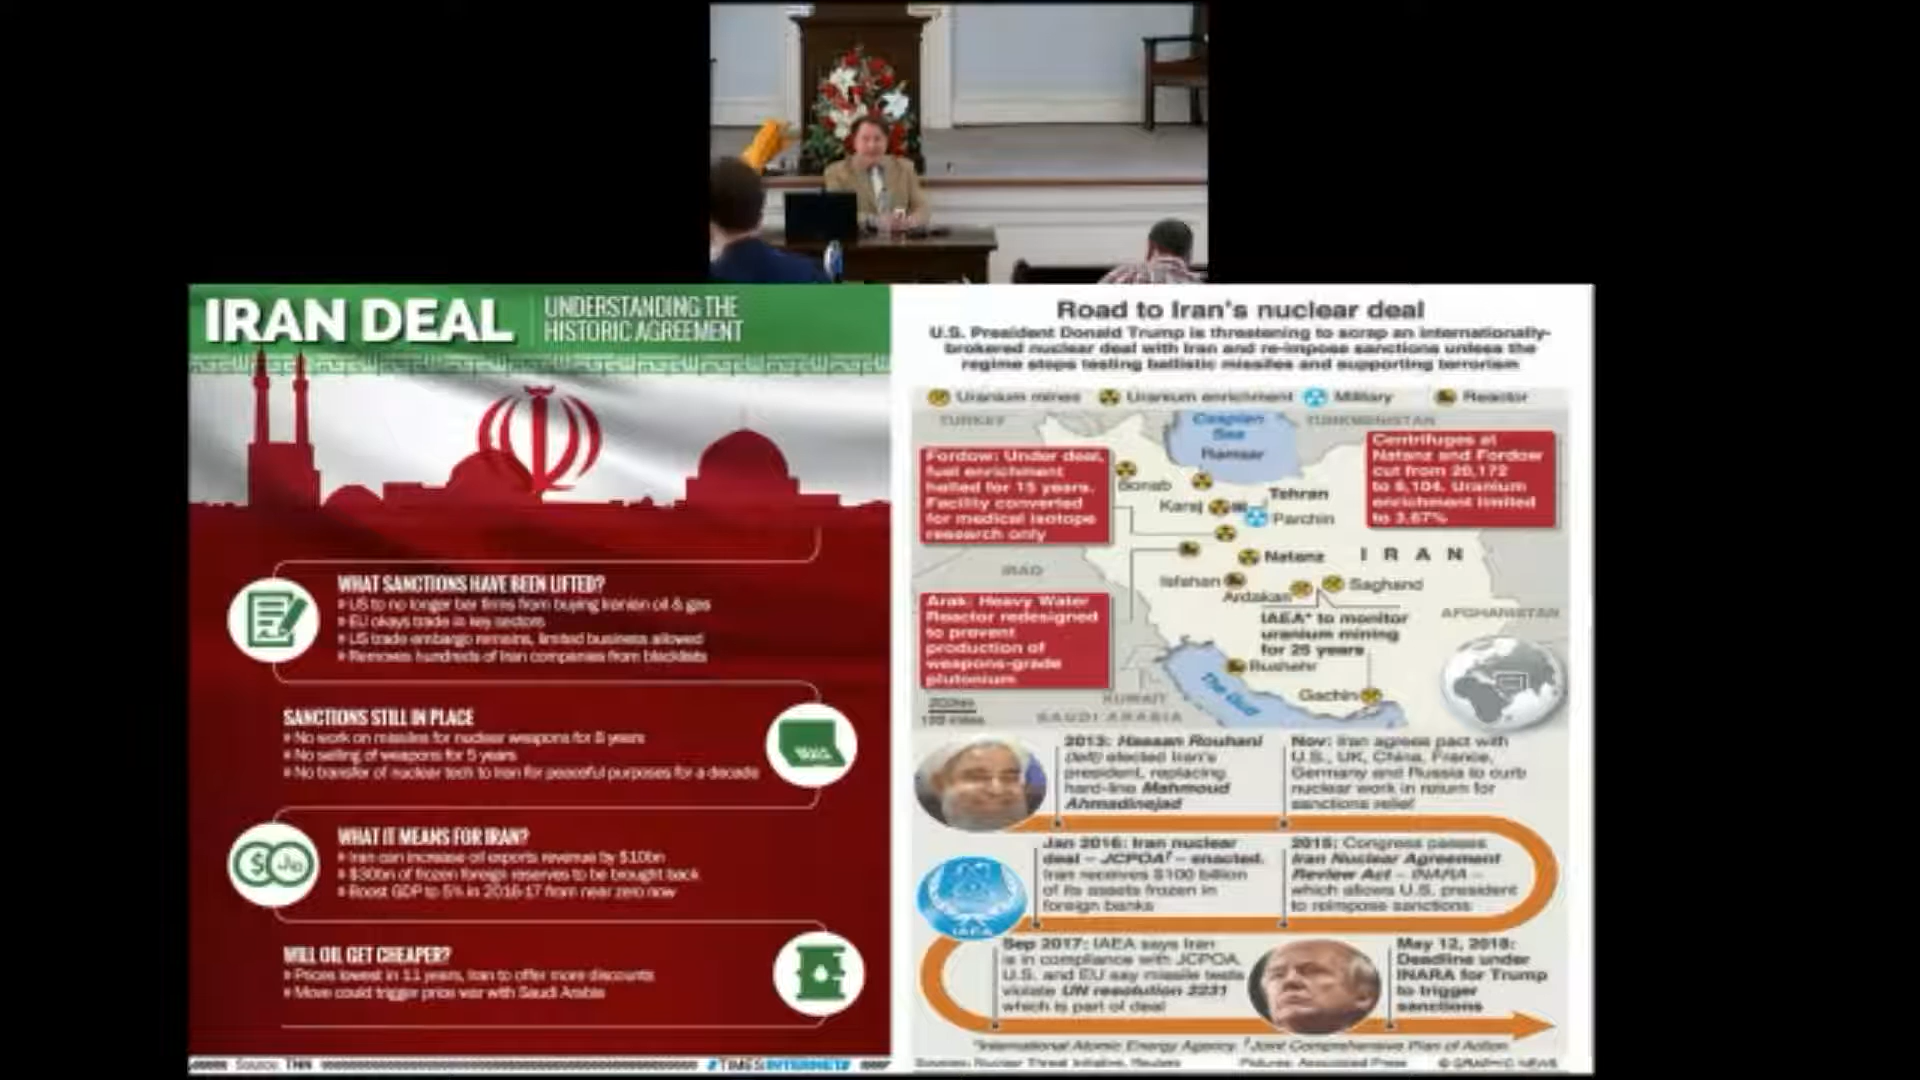 IRAN DEAL
UNDERSTANDING THE
HISTORIC AGREEMENT
WHAT SANCTIONS HAVE BEEN LIFTED?
US to no longer bar firms from buying Iranian oil & gas
EU okays trade in key sectors
US trade embargo remains, limited business allowed
Removes hundreds of Iran companies from blacklists
SANCTIONS STILL IN PLACE
No work on missiles for nuclear weapons for 8 years
No selling of weapons for 5 years
No transfer of nuclear tech to Iran for peaceful purposes for a decade
WHAT IT MEANS FOR IRAN?
Iran can increase oil exports revenue by $10bn
$30bn of frozen foreign reserves to be brought back
Boost GDP to 5% in 2016-17 from near zero now
WILL OIL GET CHEAPER?
Prices lowest in 11 years, Iran to offer more discounts
Move could trigger price war with Saudi Arabia
Source: TNN
#TIMESINTERNET
Road to Iran's nuclear deal
U.S. President Donald Trump is threatening to scrap an internationally-
brokered nuclear deal with Iran and re-impose sanctions unless the
regime stops testing ballistic missiles and supporting terrorism
Uranium mines
Uranium enrichment
Military
Reactor
TURKEY
Caspian
Sea
TURKMENISTAN
Ramsar
Fordow: Under deal,
fuel enrichment
halted for 15 years.
Facility converted
for medical isotope
research only
Centrifuges at
Natanz and Fordow
cut from 20,172
to 6,104. Uranium
enrichment limited
to 3.67%
Bonab
Karaj
Tehran
Parchin
Natanz
IRAN
IRAQ
Isfahan
Ardakan
Saghand
AFGHANISTAN
Arak: Heavy Water
Reactor redesigned
to prevent
production of
weapons-grade
plutonium
IAEA* to monitor
uranium mining
for 25 years
Bushehr
The Gulf
Gachin
KUWAIT
SAUDI ARABIA
2013: Hassan Rouhani
(left) elected Iran's
president, replacing
hard-line Mahmoud
Ahmadinejad
Nov: Iran agrees pact with
U.S., UK, China, France,
Germany and Russia to curb
nuclear work in return for
sanctions relief
Jan 2016: Iran nuclear
deal – JCPOA† – enacted.
Iran receives $100 billion
of its assets frozen in
foreign banks
2015: Congress passes
Iran Nuclear Agreement
Review Act – INARA –
which allows U.S. president
to reimpose sanctions
IAEA
Sep 2017: IAEA says Iran
is in compliance with JCPOA.
U.S. and EU say missile tests
violate UN resolution 2231
which is part of deal
May 12, 2018:
Deadline under
INARA for Trump
to trigger
sanctions
*International Atomic Energy Agency. †Joint Comprehensive Plan of Action
Sources: Nuclear Threat Initiative, Reuters
Pictures: Associated Press
© GRAPHIC NEWS